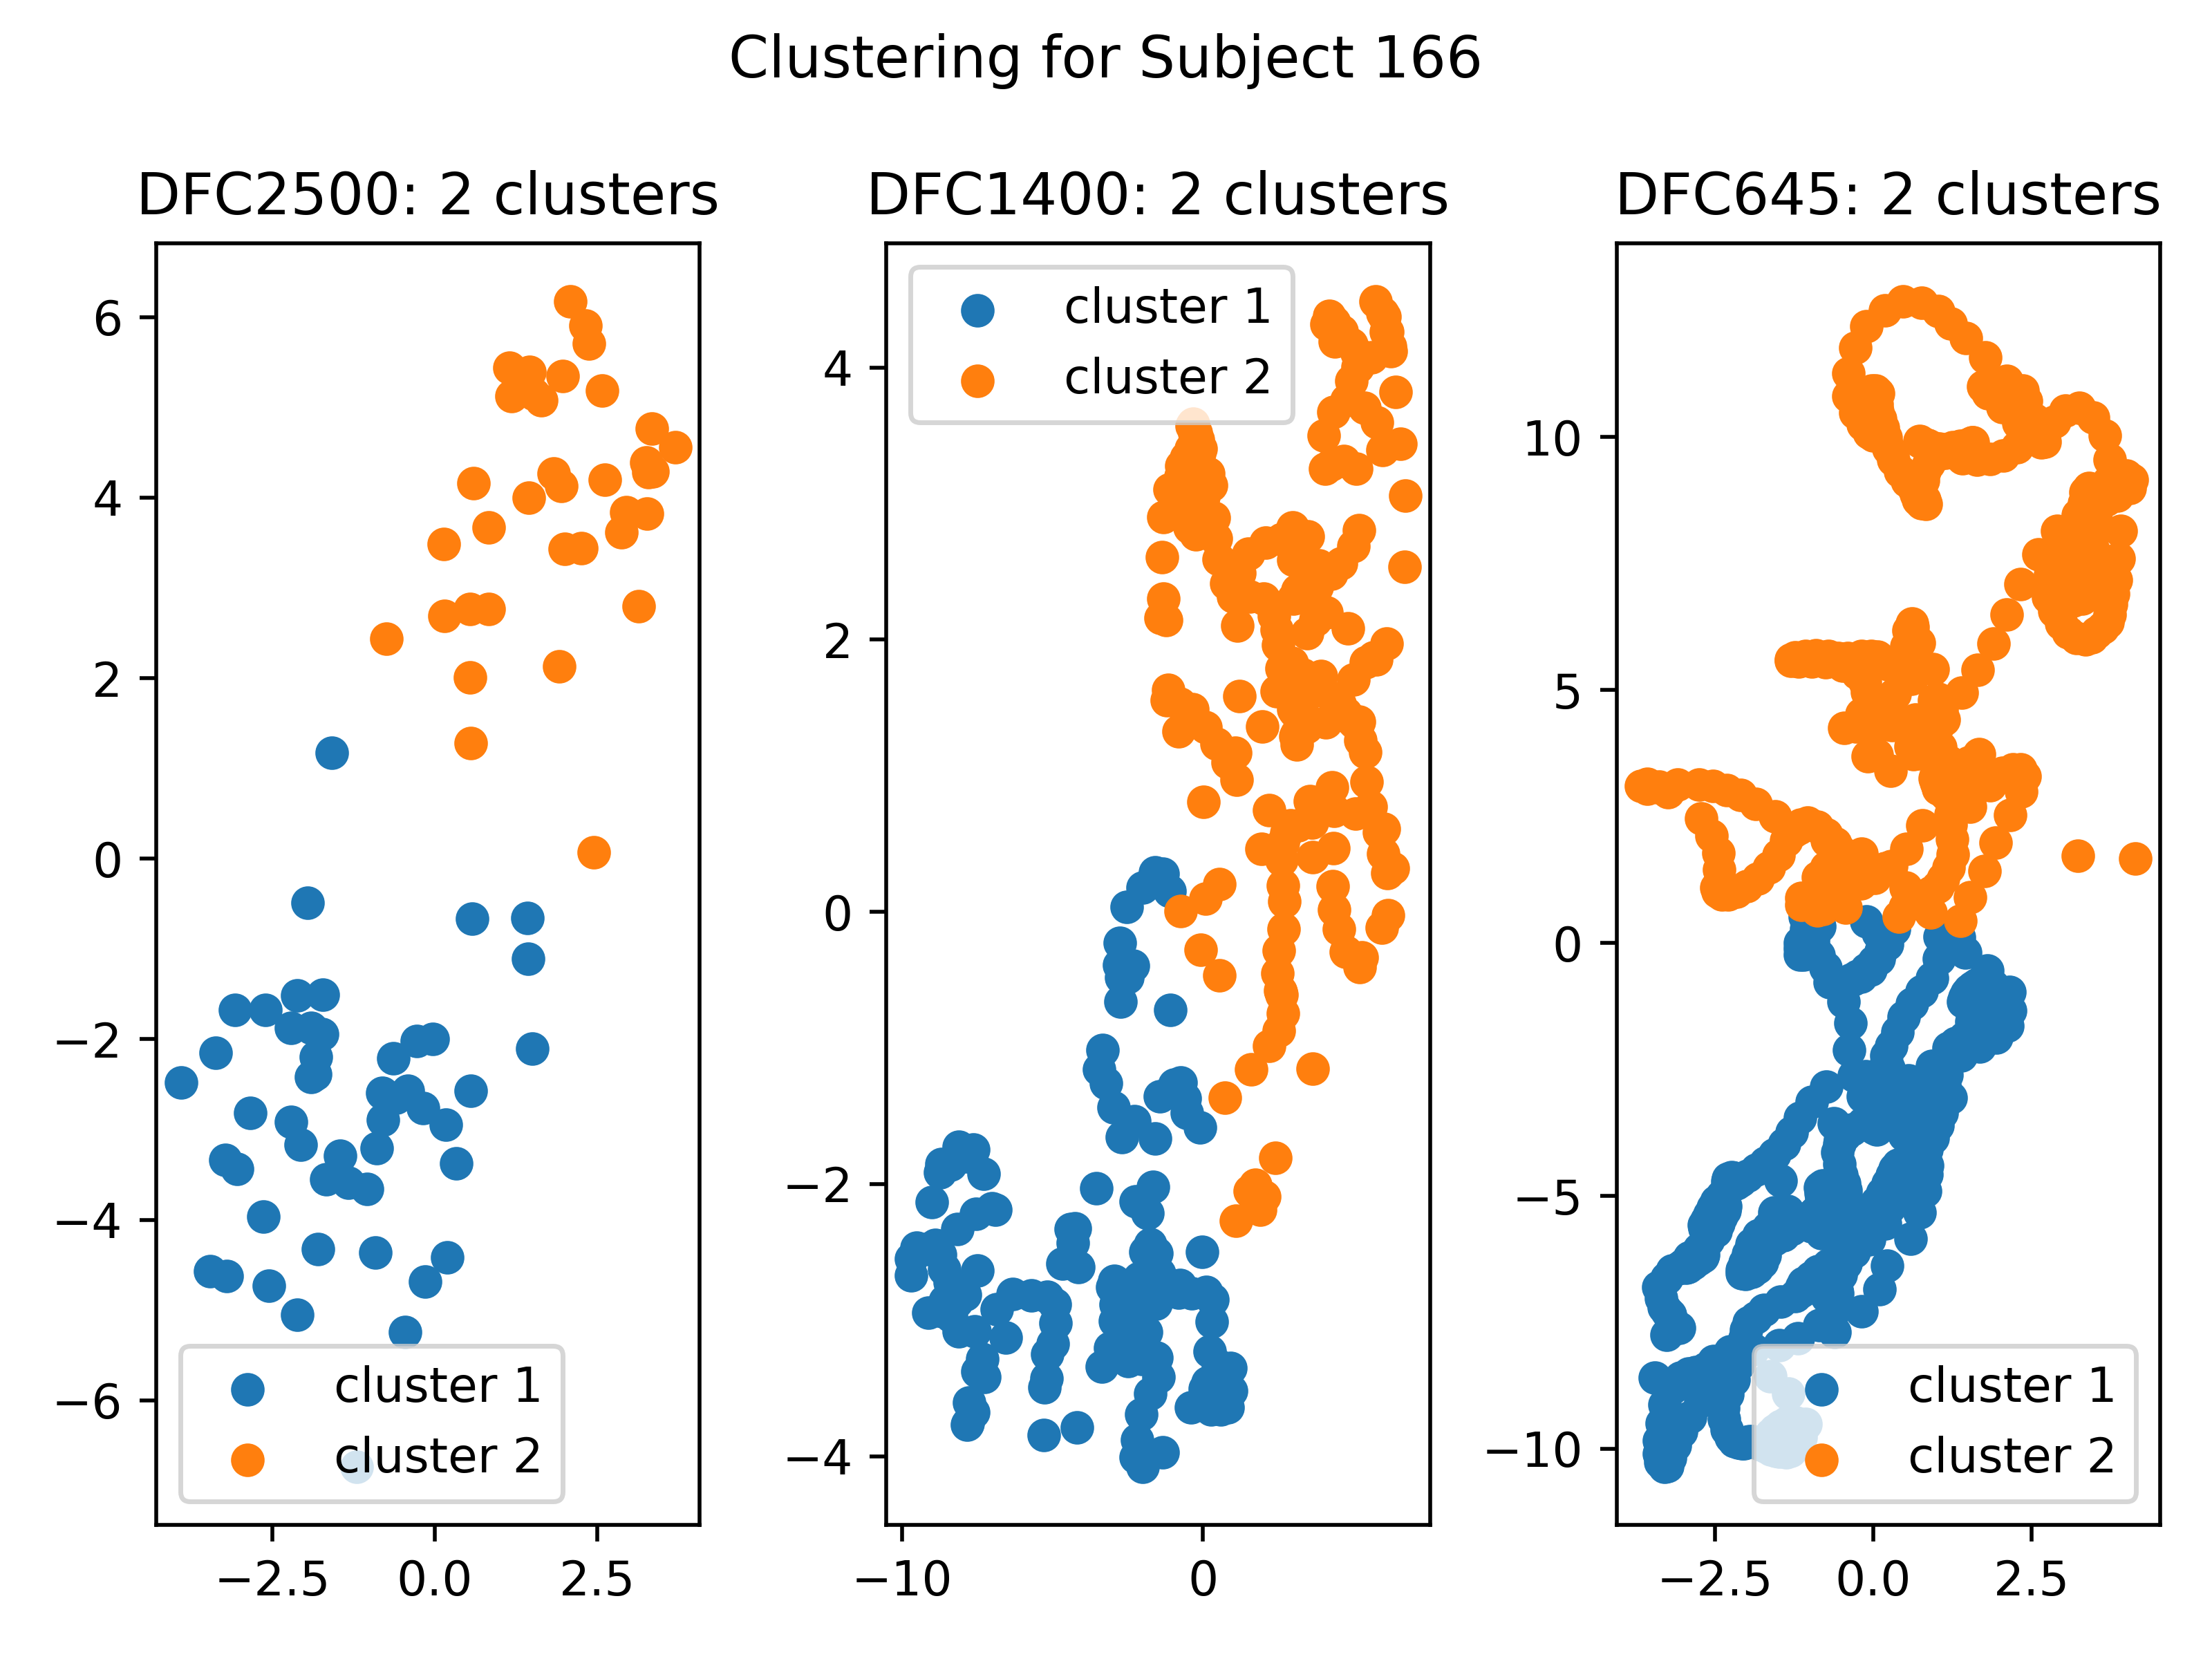 Clustering for Subject 166
DFC2500: 2 clusters
6
4
2
0
−2
−4
−6
−2.5 0.0 2.5
cluster 1
cluster 2
DFC1400: 2 clusters
cluster 1
cluster 2
4
2
0
−2
−4
−10 0
DFC645: 2 clusters
10
5
0
−5
−10
−2.5 0.0 2.5
cluster 1
cluster 2